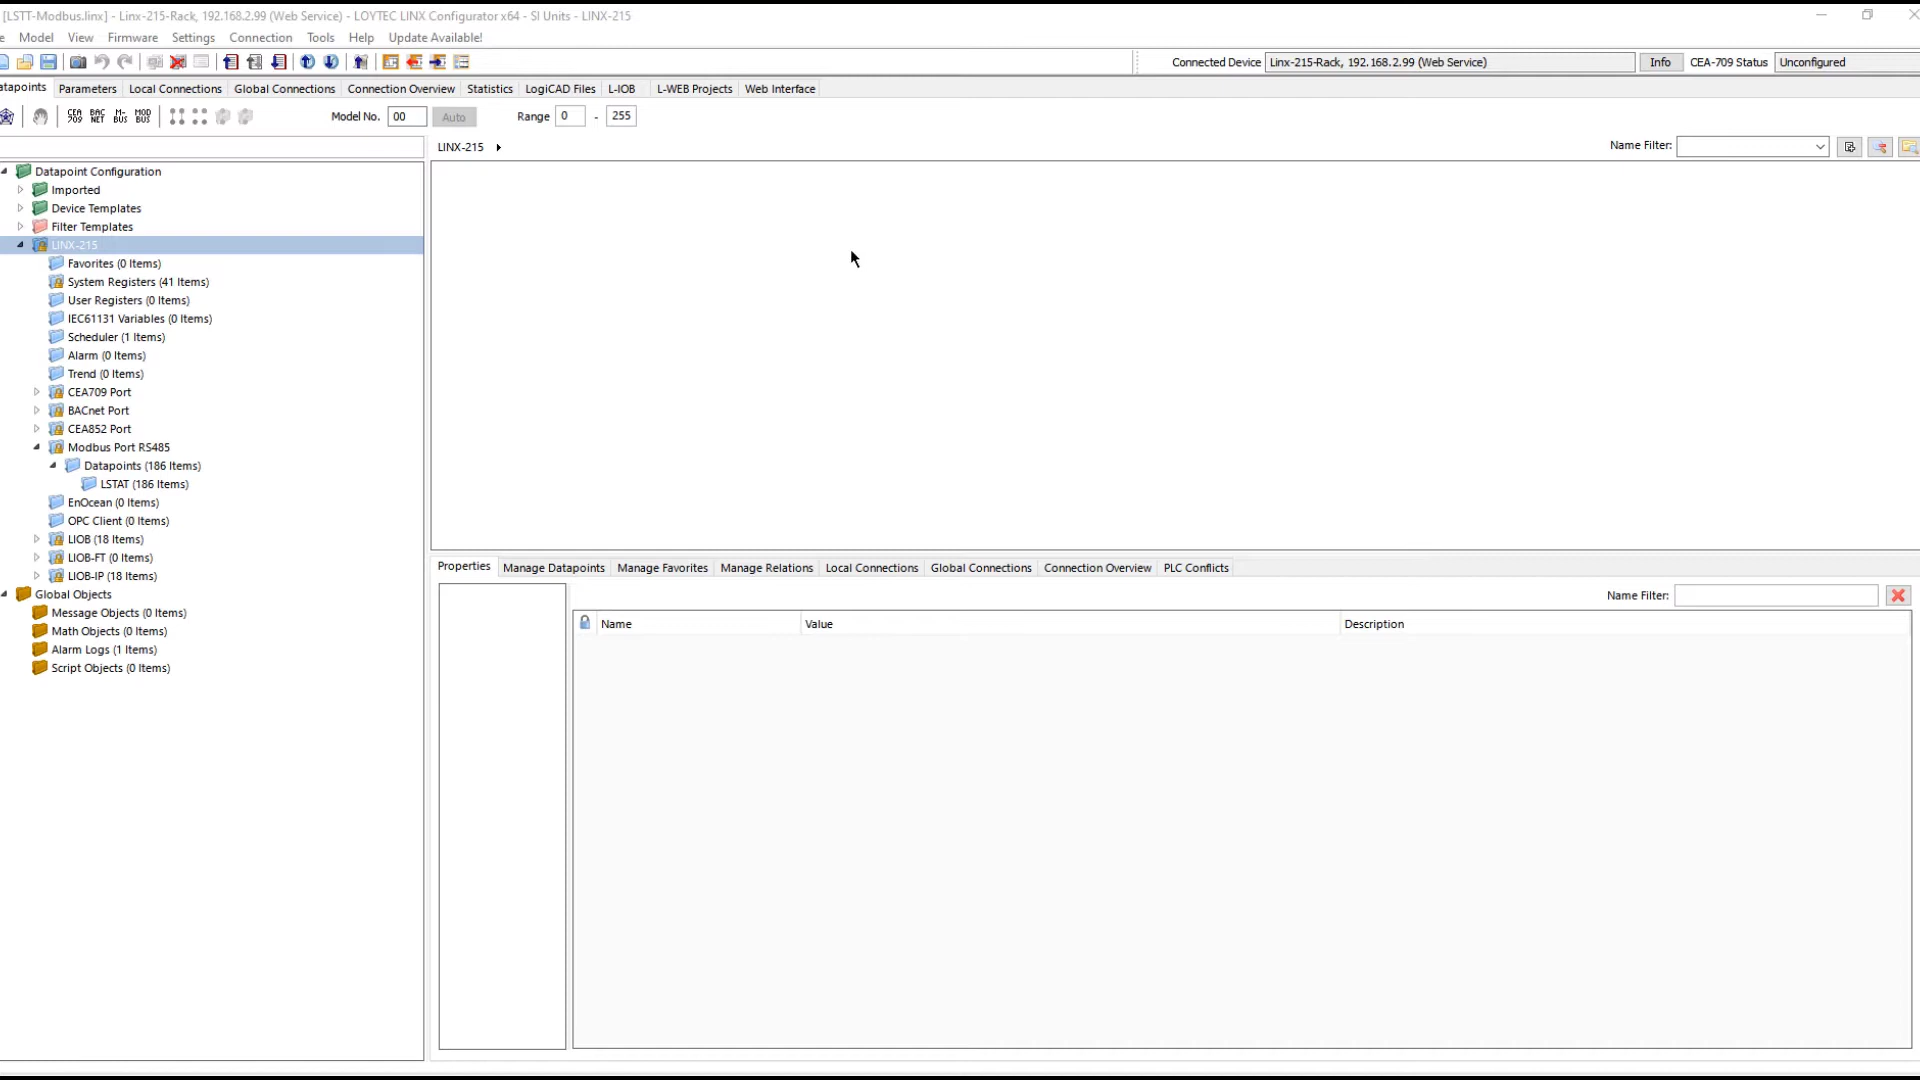 [LSTT-Modbus.linx] - Linx-215-Rack, 192.168.2.99 (Web Service) - LOYTEC LINX Configurator x64 - SI Units - LINX-215
e Model View Firmware Settings Connection Tools Help Update Available!
Connected Device Linx-215-Rack, 192.168.2.99 (Web Service) Info CEA-709 Status Unconfigured
atapoints Parameters Local Connections Global Connections Connection Overview Statistics LogiCAD Files L-IOB L-WEB Projects Web Interface
CEA 709 BAC NET M- BUS MOD BUS Model No. 00 Auto Range 0 - 255
LINX-215 Name Filter:
Datapoint Configuration
Imported
Device Templates
Filter Templates
LINX-215
Favorites (0 Items)
System Registers (41 Items)
User Registers (0 Items)
IEC61131 Variables (0 Items)
Scheduler (1 Items)
Alarm (0 Items)
Trend (0 Items)
CEA709 Port
BACnet Port
CEA852 Port
Modbus Port RS485
Datapoints (186 Items)
LSTAT (186 Items)
EnOcean (0 Items)
OPC Client (0 Items)
LIOB (18 Items)
LIOB-FT (0 Items)
LIOB-IP (18 Items)
Global Objects
Message Objects (0 Items)
Math Objects (0 Items)
Alarm Logs (1 Items)
Script Objects (0 Items)
Properties Manage Datapoints Manage Favorites Manage Relations Local Connections Global Connections Connection Overview PLC Conflicts
Name Filter:
Name Value Description